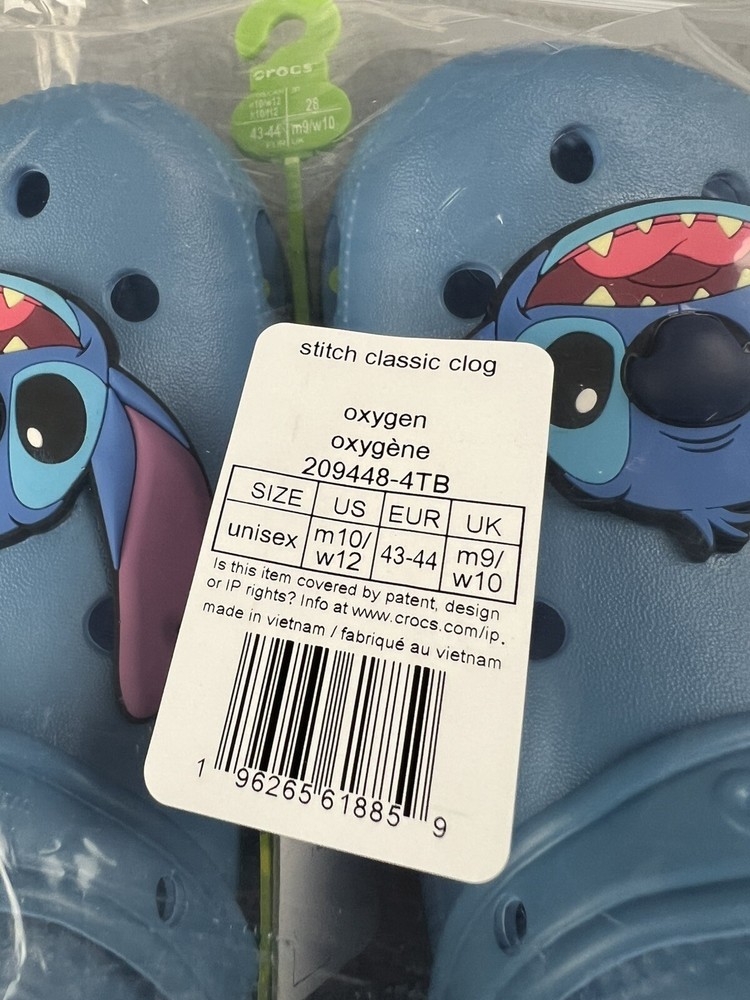 crocs
28
43-44 m9/w10
stitch classic clog
oxygen
oxygène
209448-4TB
SIZE US EUR UK
unisex m10/w12 43-44 m9/w10
Is this item covered by patent, design
or IP rights? Info at www.crocs.com/ip.
made in vietnam / fabriqué au vietnam
1 96265 61885 9